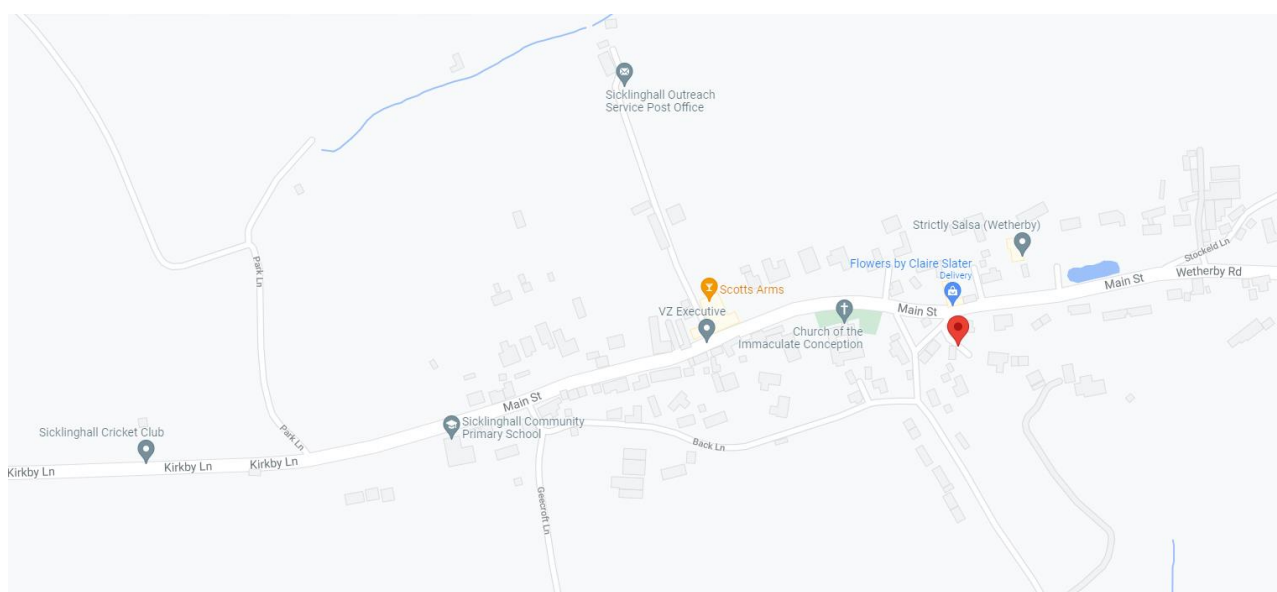 Sicklinghall Outreach
Service Post Office
Strictly Salsa (Wetherby)
Stockeld Ln
Flowers by Claire Slater
Delivery
Wetherby Rd
Main St
Park Ln
Scotts Arms
VZ Executive
Main St
Church of the
Immaculate Conception
Main St
Sicklinghall Community
Primary School
Sicklinghall Cricket Club
Park Ln
Back Ln
Kirkby Ln
Kirkby Ln
Kirkby Ln
Geecroft Ln